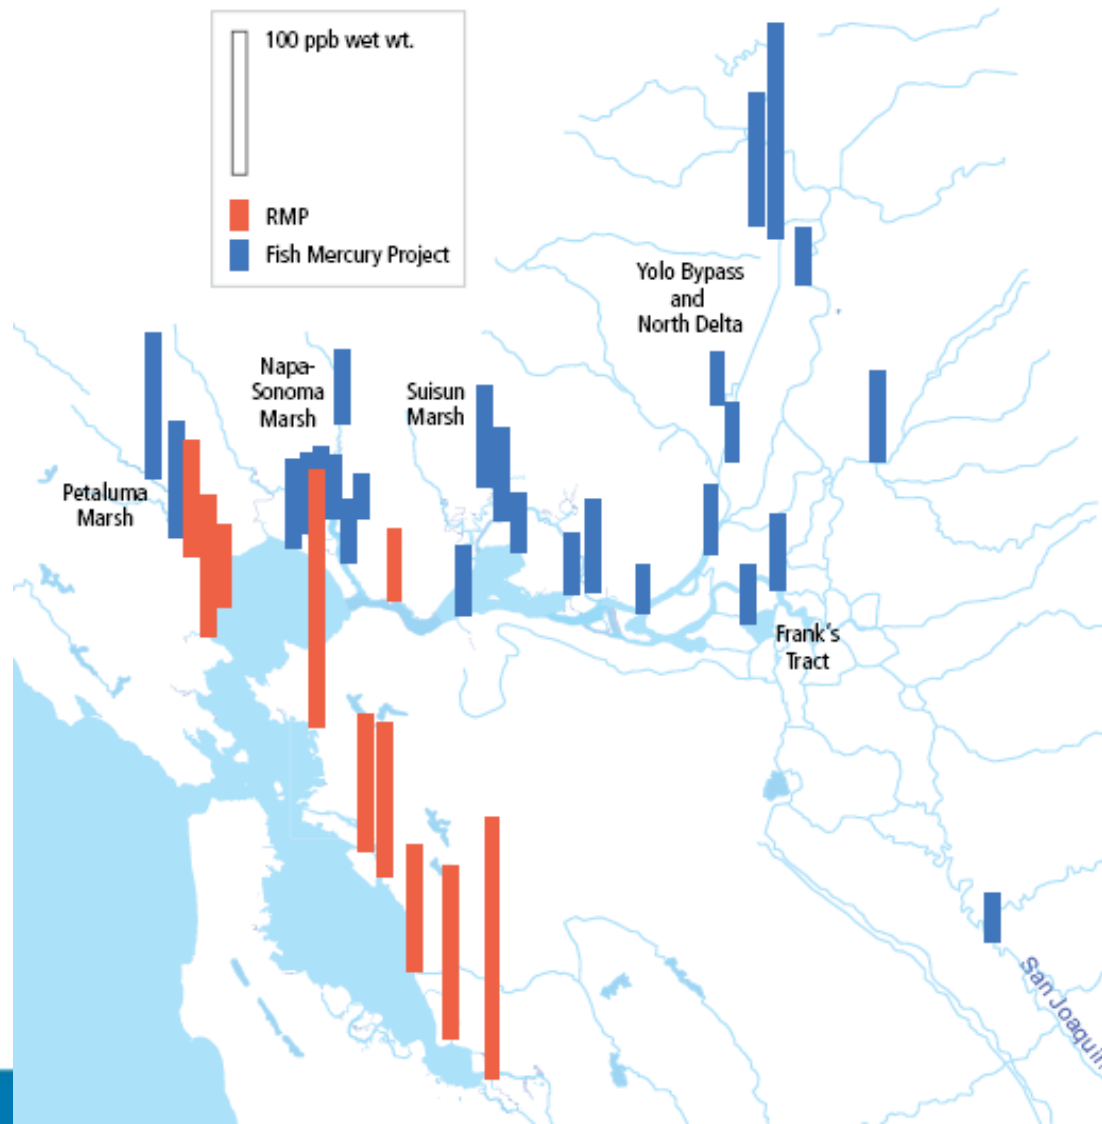 100 ppb wet wt.
RMP
Fish Mercury Project
Yolo Bypass
and
North Delta
Napa-
Sonoma
Marsh
Suisun
Marsh
Petaluma
Marsh
Frank's
Tract
San Joaquin